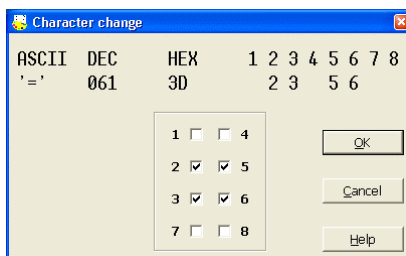 Character change
ASCII DEC HEX 1 2 3 4 5 6 7 8
'=' 061 3D 2 3 5 6
1 4
2 5
3 6
7 8
OK
Cancel
Help